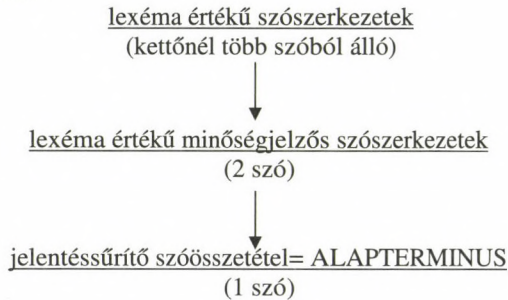 lexéma értékű szószerkezetek
(kettőnél több szóból álló)
lexéma értékű minőségjelzős szószerkezetek
(2 szó)
jelentéssűrítő szóösszetétel= ALAPTERMINUS
(1 szó)